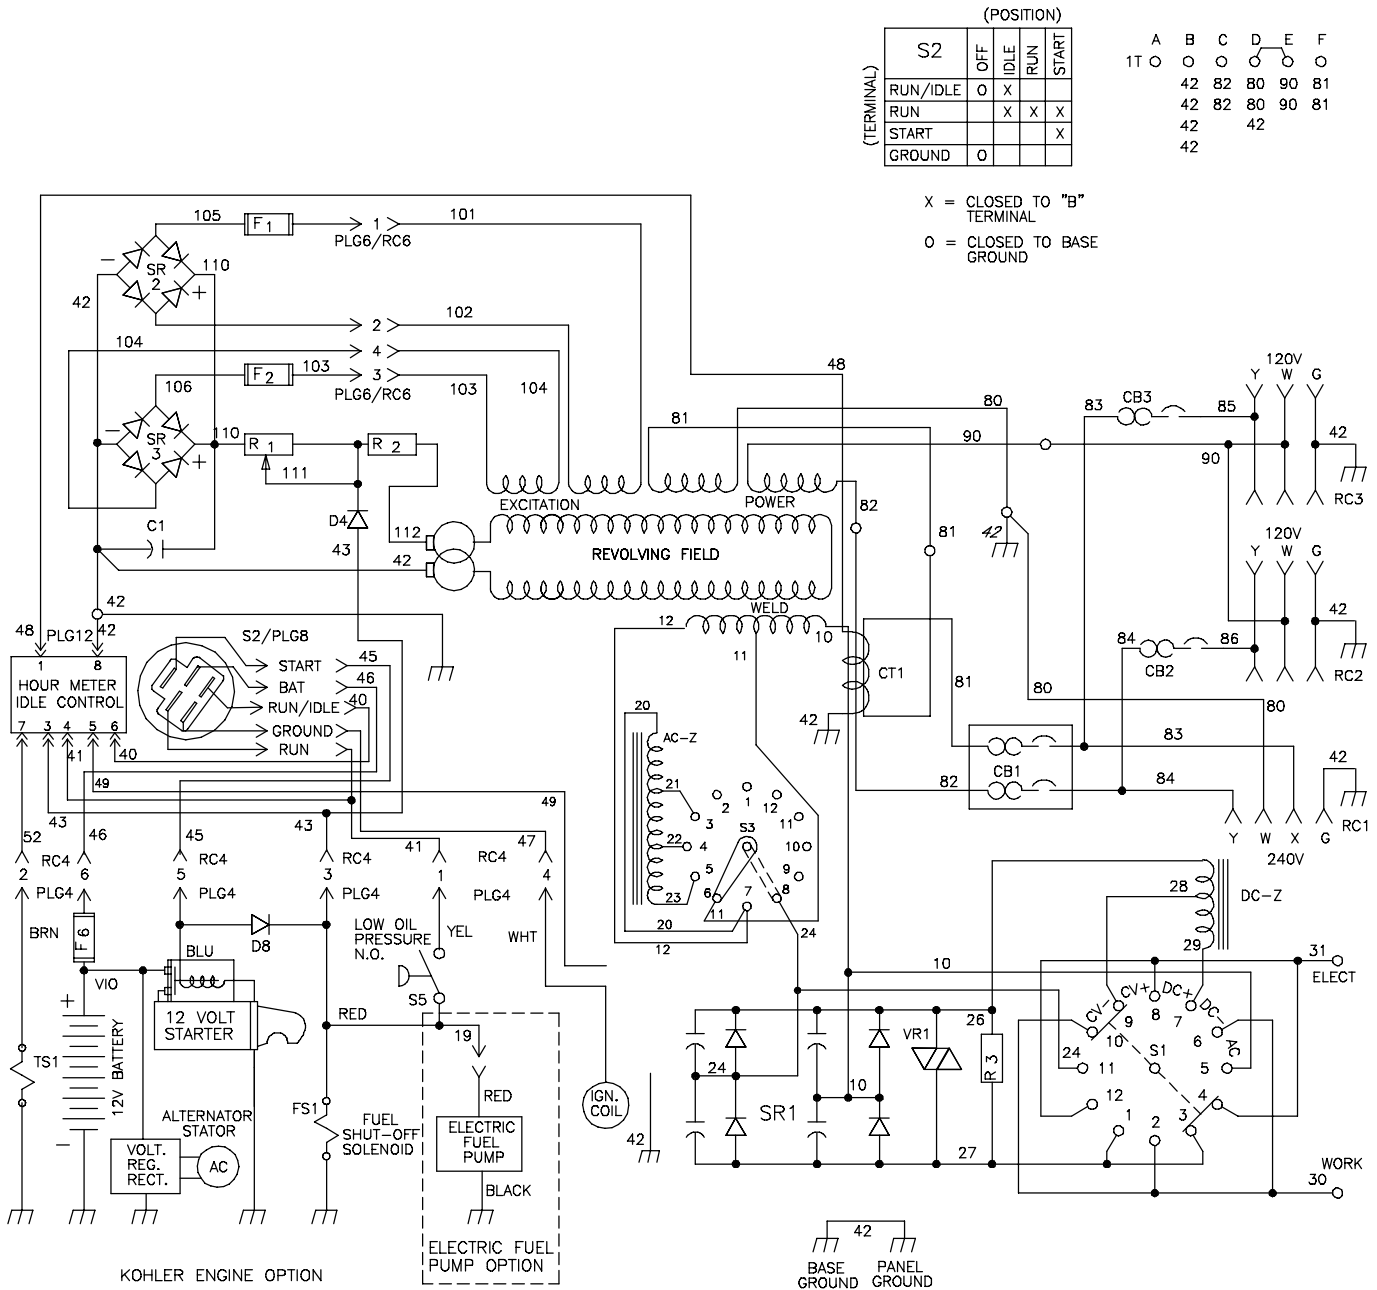 (POSITION)
S2 OFF IDLE RUN START
(TERMINAL)
RUN/IDLE O X
RUN X X X
START X
GROUND O
A B C D E F
1T
42 82 80 90 81
42 82 80 90 81
42 42
42
X = CLOSED TO "B"
TERMINAL
O = CLOSED TO BASE
GROUND
105 F1 1 101
PLG6/RC6
SR
2
110
42
2 102
104 4
F2 103 3
106 PLG6/RC6 103 104
48
SR
3
110 R1 R2
111
C1
D4
43
112
42
EXCITATION
POWER
REVOLVING FIELD
WELD
81 80
90
82
81
42
83 CB3 85
120V
Y W G
42
90
RC3
120V
Y W G
42
84 CB2 86
RC2
80
80
42
48 PLG12 42
1 8
HOUR METER
IDLE CONTROL
7 3 4 5 6
41 40
49
S2/PLG8
START 45
BAT 46
RUN/IDLE 40
GROUND
RUN
12 10
11
CT1
42
81
82
CB1
83
84
42
RC1
Y W X G
240V
20
AC-Z
21
22
23
20
12
11
24
1 2 3 4 5 6 7 8 9 10 11 12
S3
49
52 43 46 45 43 41 47
RC4 RC4 RC4
2 6 5 3 1 4
PLG4 PLG4 PLG4 PLG4
BRN
F6
VIO
BLU
D8
LOW OIL
PRESSURE
N.O.
YEL
WHT
S5
RED
12 VOLT
STARTER
12V BATTERY
+
−
TS1
ALTERNATOR
STATOR
VOLT.
REG.
RECT.
AC
FS1
FUEL
SHUT-OFF
SOLENOID
19
RED
ELECTRIC
FUEL
PUMP
BLACK
ELECTRIC FUEL
PUMP OPTION
IGN.
COIL
42
KOHLER ENGINE OPTION
28
DC-Z
29
10
31
ELECT
CV- CV+ DC+ DC- AC
9 8 7 6 5 4 3 2 1 12 11 10
S1
24
26
VR1
R3
24
10
SR1
27
WORK
30
42
BASE
GROUND
PANEL
GROUND